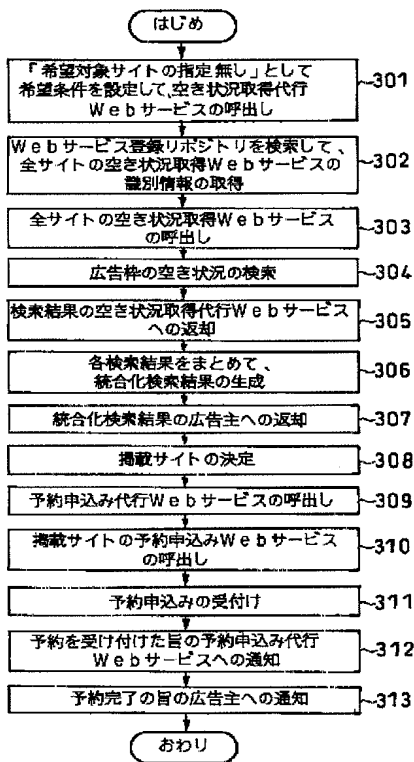 はじめ
「希望対象サイトの指定無し」として
希望条件を設定して、空き状況取得代行
Webサービスの呼出し
301
Webサービス登録リポジトリを検索して、
全サイトの空き状況取得Webサービスの
識別情報の取得
302
全サイトの空き状況取得Webサービス
の呼出し
303
広告枠の空き状況の検索
304
検索結果の空き状況取得代行Webサービス
への返却
305
各検索結果をまとめて、
統合化検索結果の生成
306
統合化検索結果の広告主への返却
307
掲載サイトの決定
308
予約申込み代行Webサービスの呼出し
309
掲載サイトの予約申込みWebサービス
の呼出し
310
予約申込みの受付け
311
予約を受け付けた旨の予約申込み代行
Webサービスへの通知
312
予約完了の旨の広告主への通知
313
おわり